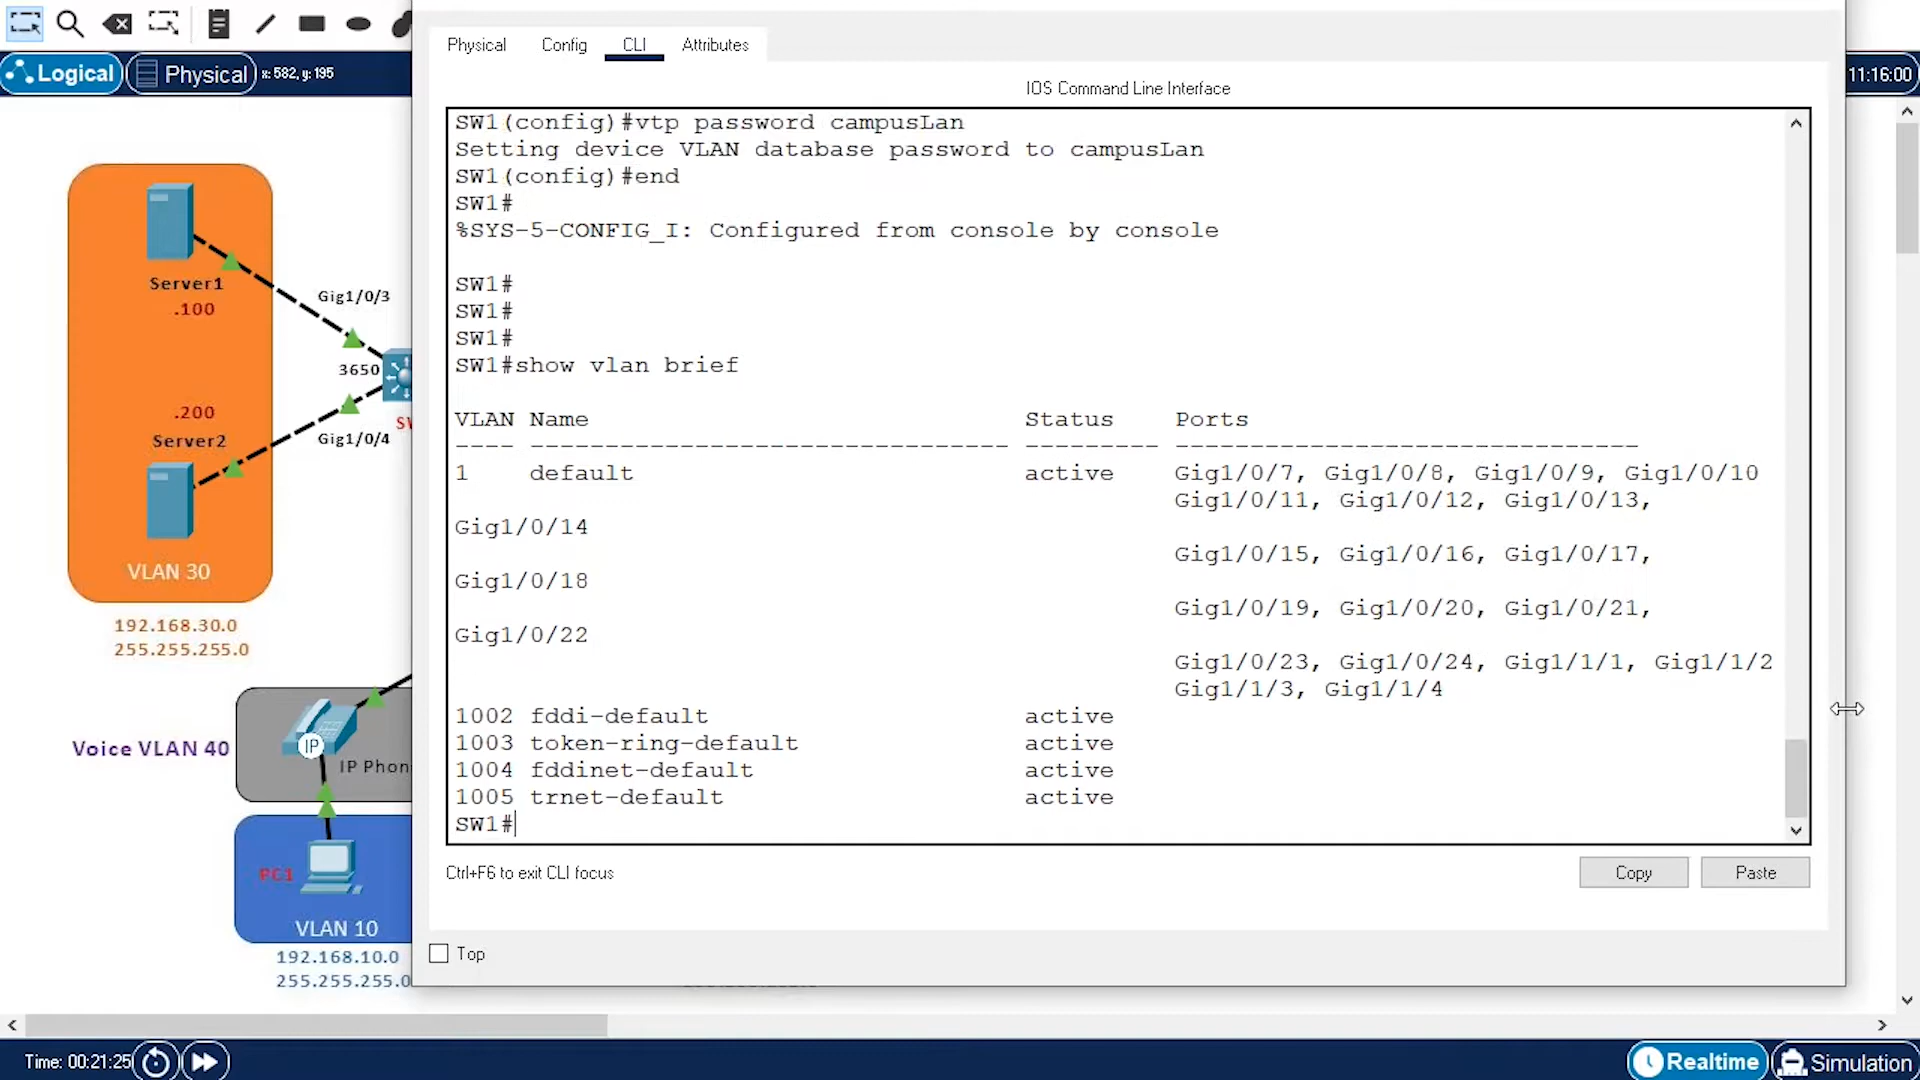 Physical Config CLI Attributes
Logical Physical x: 582, y: 195
11:16:00
IOS Command Line Interface
SW1(config)#vtp password campusLan
Setting device VLAN database password to campusLan
SW1(config)#end
SW1#
%SYS-5-CONFIG_I: Configured from console by console
SW1#
SW1#
SW1#
SW1#show vlan brief
VLAN Name Status Ports
---- -------------------------------- --------- -------------------------------
1 default active Gig1/0/7, Gig1/0/8, Gig1/0/9, Gig1/0/10
Gig1/0/11, Gig1/0/12, Gig1/0/13,
Gig1/0/14
Gig1/0/15, Gig1/0/16, Gig1/0/17,
Gig1/0/18
Gig1/0/19, Gig1/0/20, Gig1/0/21,
Gig1/0/22
Gig1/0/23, Gig1/0/24, Gig1/1/1, Gig1/1/2
Gig1/1/3, Gig1/1/4
1002 fddi-default active
1003 token-ring-default active
1004 fddinet-default active
1005 trnet-default active
SW1#
Ctrl+F6 to exit CLI focus
Copy Paste
Top
Server1
.100
Gig1/0/3
3650
.200
Server2
Gig1/0/4
VLAN 30
192.168.30.0
255.255.255.0
Voice VLAN 40
IP
IP Phon
PC1
VLAN 10
192.168.10.0
255.255.255.0
Time: 00:21:25
Realtime Simulation